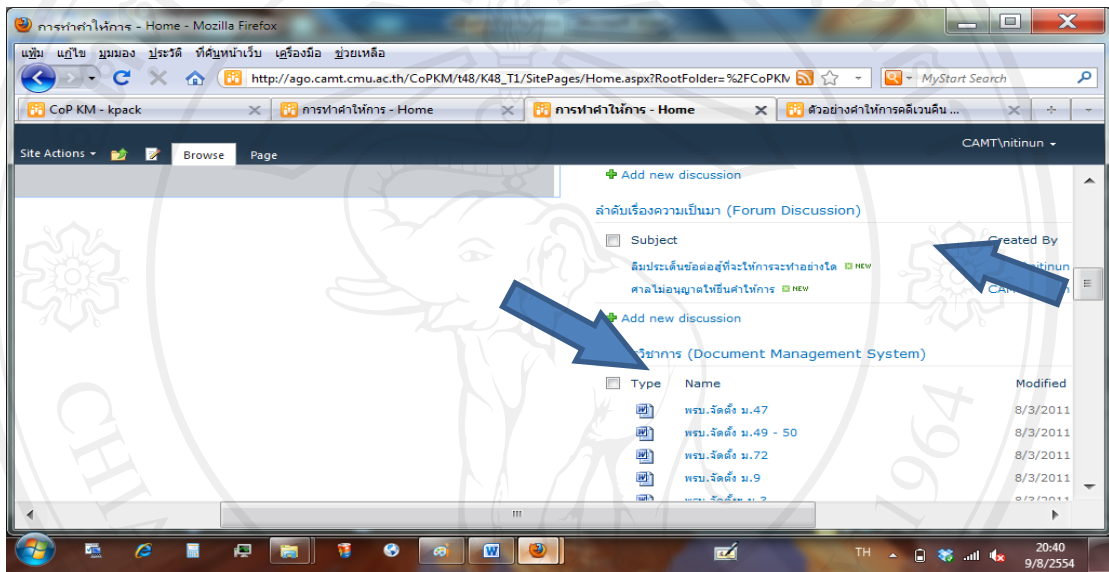 การทำคำให้การ - Home - Mozilla Firefox
แฟ้ม แก้ไข มุมมอง ประวัติ ที่คั่นหน้าเว็บ เครื่องมือ ช่วยเหลือ
http://ago.camt.cmu.ac.th/CoPKM/t48/K48_T1/SitePages/Home.aspx?RootFolder=%2FCoPKM MyStart Search
CoP KM - kpack การทำคำให้การ - Home การทำคำให้การ - Home ตัวอย่างคำให้การคดีเวนคืน ...
CAMT\nitinun
Site Actions Browse Page
Add new discussion
ลำดับเรื่องความเป็นมา (Forum Discussion)
Subject Created By
ลืมประเด็นข้อต่อสู้ที่จะให้การจะทำอย่างใด NEW nitinun
ศาลไม่อนุญาตให้ยื่นคำให้การ NEW
Add new discussion
วิชาการ (Document Management System)
Type Name Modified
พรบ.จัดตั้ง ม.47 8/3/2011
พรบ.จัดตั้ง ม.49 - 50 8/3/2011
พรบ.จัดตั้ง ม.72 8/3/2011
พรบ.จัดตั้ง ม.9 8/3/2011
8/3/2011
TH 20:40
9/8/2554
1964